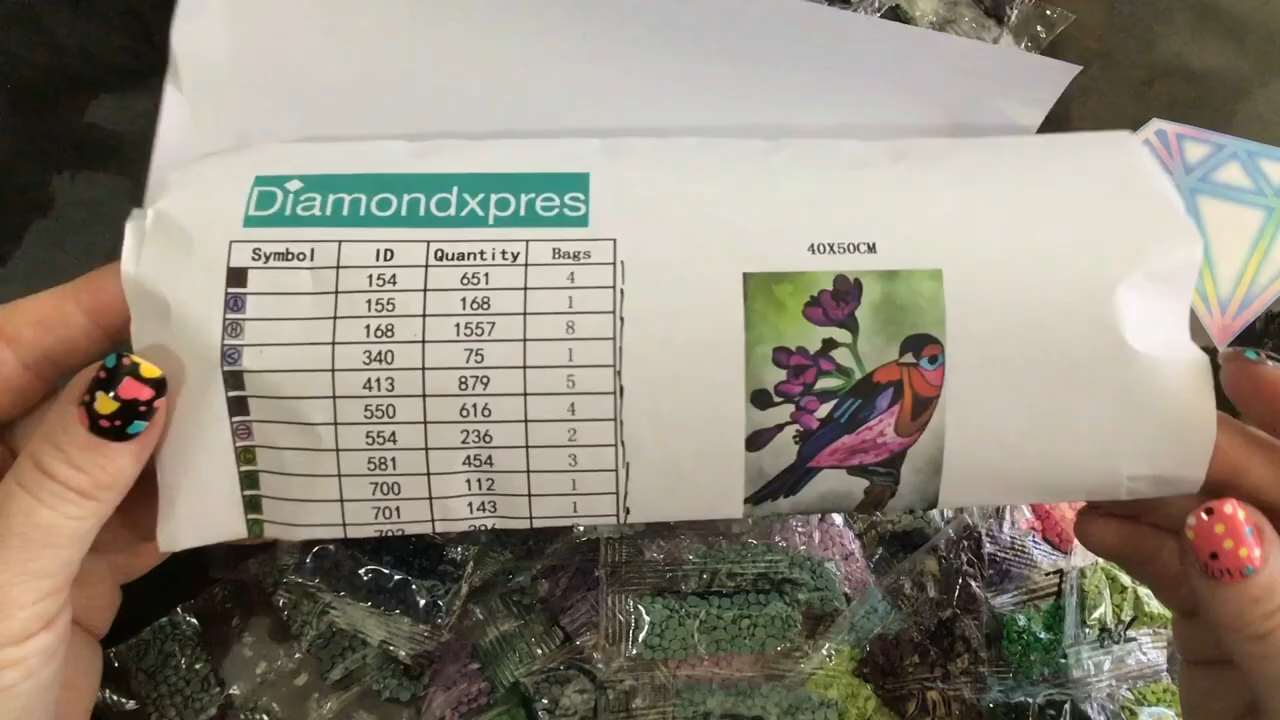 Diamondxpres
40X50CM
Symbol ID Quantity Bags
154 651 4
A 155 168 1
H 168 1557 8
< 340 75 1
413 879 5
550 616 4
554 236 2
581 454 3
700 112 1
701 143 1
love